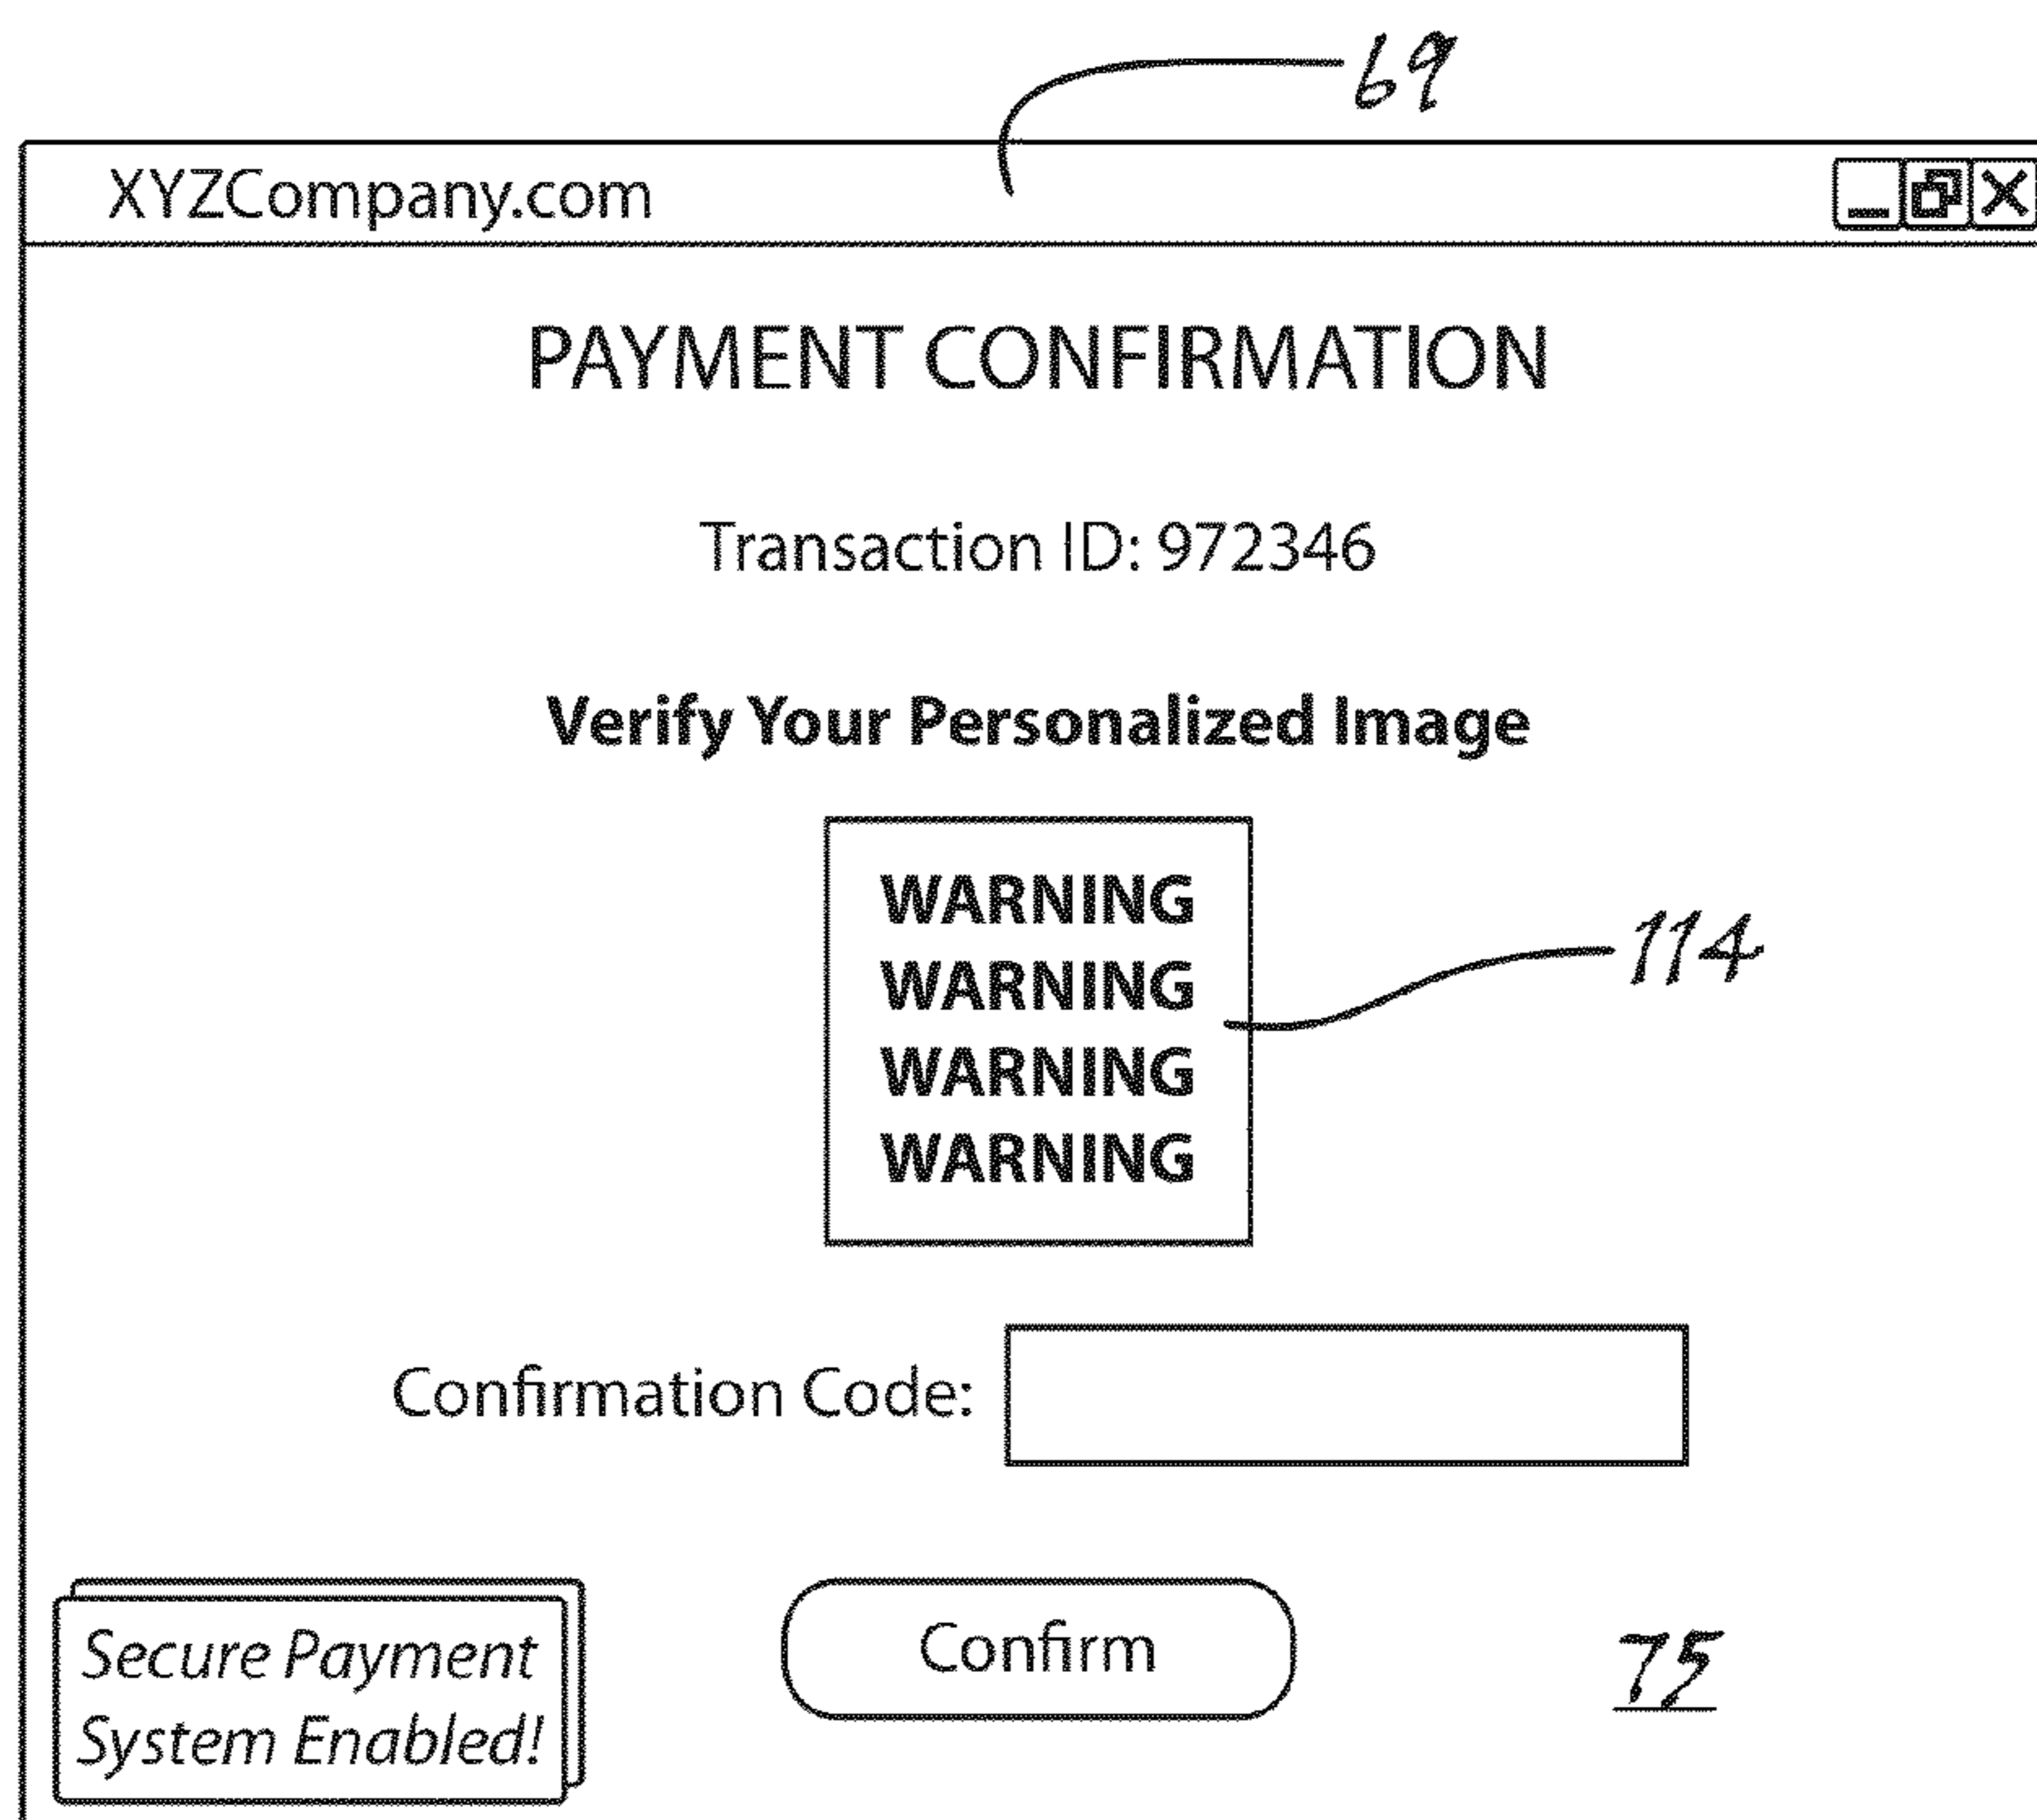 69
XYZCompany.com
PAYMENT CONFIRMATION
Transaction ID: 972346
Verify Your Personalized Image
WARNING
WARNING
WARNING
WARNING
114
Confirmation Code:
Secure Payment
System Enabled!
Confirm
75